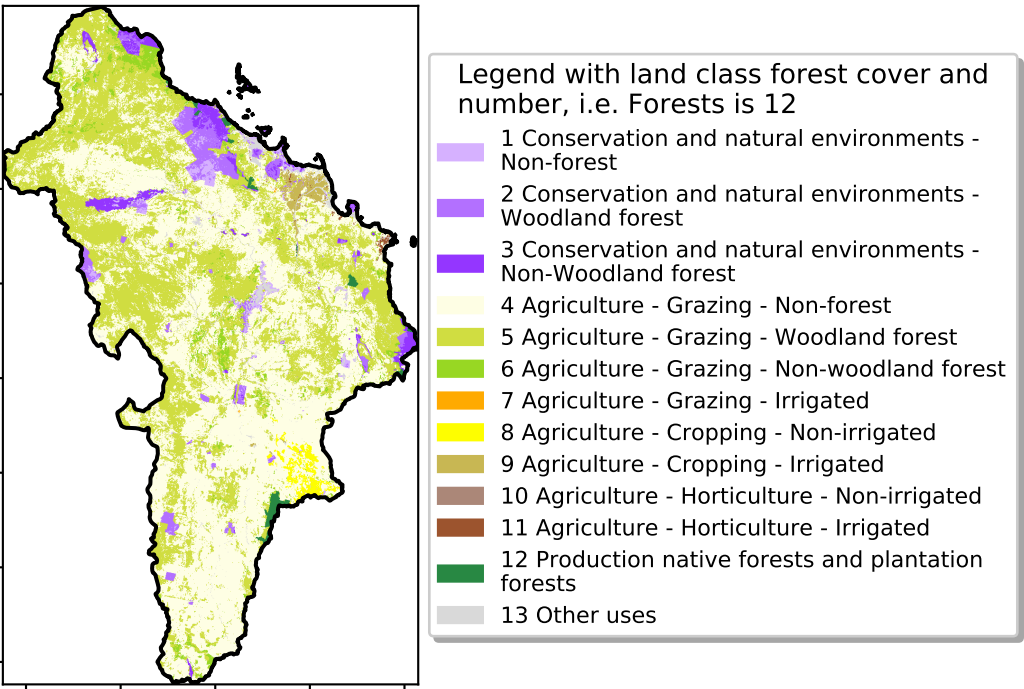 Legend with land class forest cover and
number, i.e. Forests is 12
1 Conservation and natural environments -
Non-forest
2 Conservation and natural environments -
Woodland forest
3 Conservation and natural environments -
Non-Woodland forest
4 Agriculture - Grazing - Non-forest
5 Agriculture - Grazing - Woodland forest
6 Agriculture - Grazing - Non-woodland forest
7 Agriculture - Grazing - Irrigated
8 Agriculture - Cropping - Non-irrigated
9 Agriculture - Cropping - Irrigated
10 Agriculture - Horticulture - Non-irrigated
11 Agriculture - Horticulture - Irrigated
12 Production native forests and plantation
forests
13 Other uses